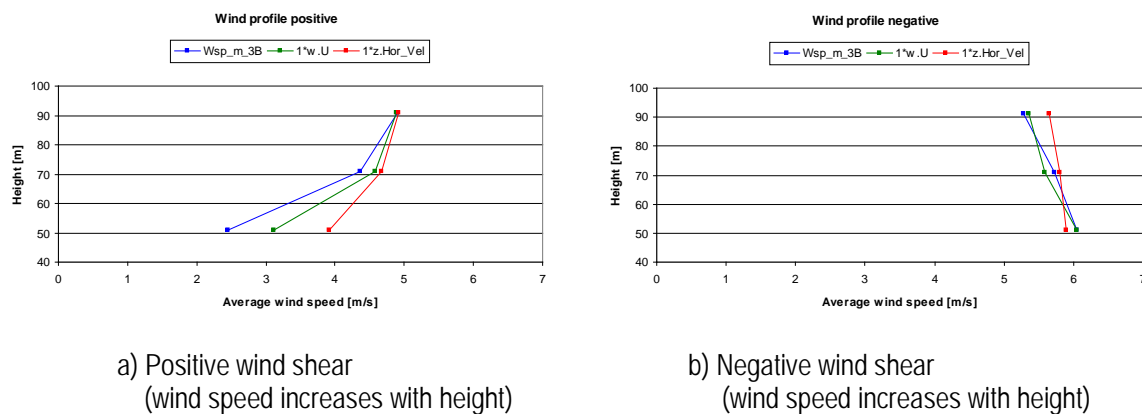 Wind profile positive
Wsp_m_3B 1*w.U 1*z.Hor_Vel
100
90
80
70
60
50
40
Height [m]
0 1 2 3 4 5 6 7
Average wind speed [m/s]
a) Positive wind shear
(wind speed increases with height)
Wind profile negative
Wsp_m_3B 1*w.U 1*z.Hor_Vel
100
90
80
70
60
50
40
Height [m]
0 1 2 3 4 5 6 7
Average wind speed [m/s]
b) Negative wind shear
(wind speed increases with height)